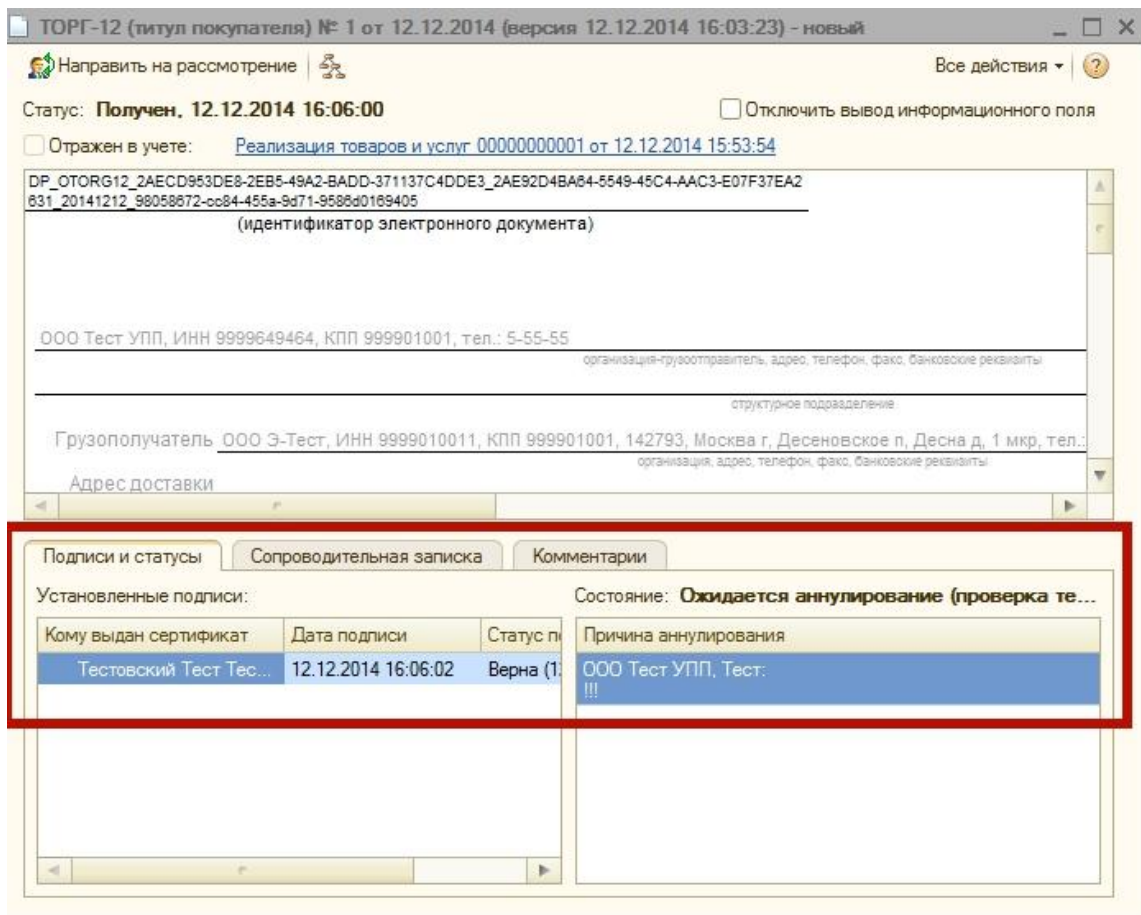 ТОРГ-12 (титул покупателя) № 1 от 12.12.2014 (версия 12.12.2014 16:03:23) - новый
Направить на рассмотрение
Все действия
Статус: Получен, 12.12.2014 16:06:00
Отключить вывод информационного поля
Отражен в учете: Реализация товаров и услуг 00000000001 от 12.12.2014 15:53:54
DP_OTORG12_2AECD953DE8-2EB5-49A2-BADD-371137C4DDE3_2AE92D4BA64-5549-45C4-AAC3-E07F37EA2
631_20141212_98058672-cc84-455a-9d71-9586d0169405
(идентификатор электронного документа)
ООО Тест УПП, ИНН 9999649464, КПП 999901001, тел.: 5-55-55
организация-грузоотправитель, адрес, телефон, факс, банковские реквизиты
структурное подразделение
Грузополучатель ООО Э-Тест, ИНН 9999010011, КПП 999901001, 142793, Москва г, Десеновское п, Десна д, 1 мкр, тел.:
организация, адрес, телефон, факс, банковские реквизиты
Адрес доставки
Подписи и статусы Сопроводительная записка Комментарии
Установленные подписи:
Состояние: Ожидается аннулирование (проверка те...
Кому выдан сертификат Дата подписи Статус по
Причина аннулирования
Тестовский Тест Тес... 12.12.2014 16:06:02 Верна (1:
ООО Тест УПП, Тест:
!!!